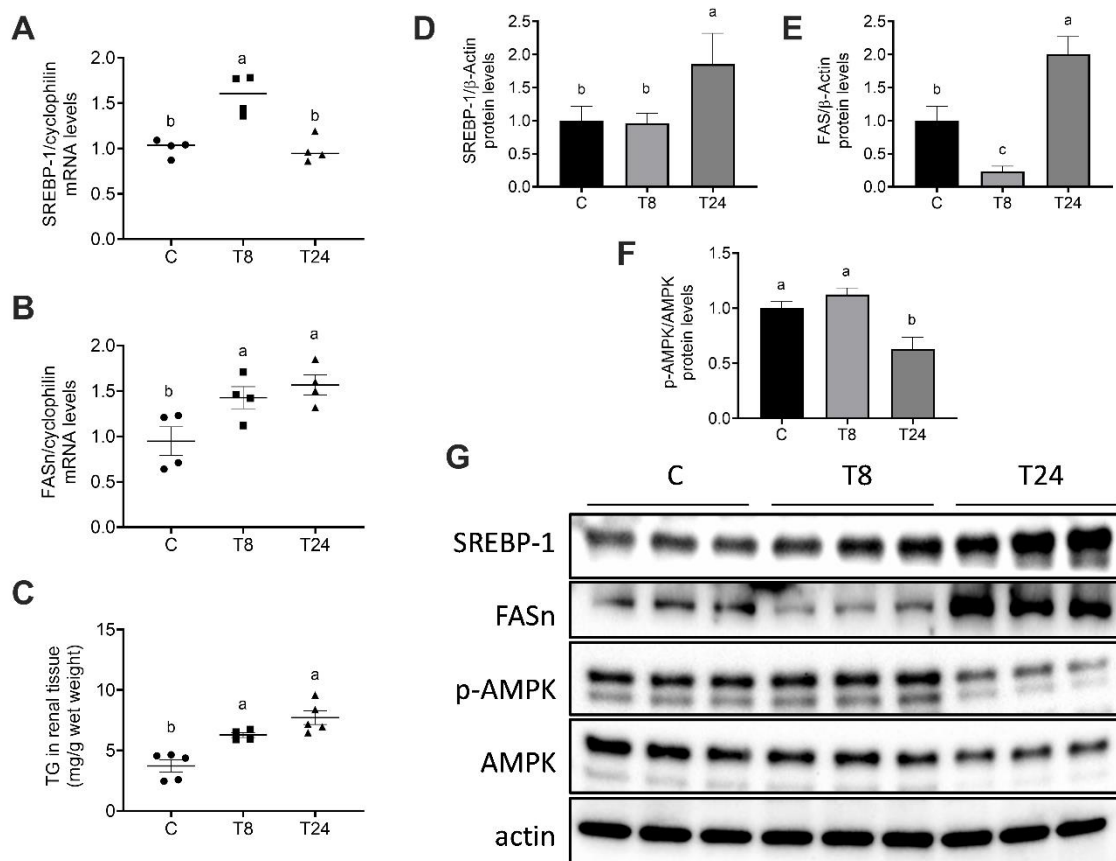 A
SREBP-1/cyclophilin
mRNA levels
2.0
1.5
1.0
0.5
0.0
b
a
b
C
T8
T24
B
FASn/cyclophilin
mRNA levels
2.0
1.5
1.0
0.5
0.0
b
a
a
C
T8
T24
C
TG in renal tissue
(mg/g wet weight)
15
10
5
0
b
a
a
C
T8
T24
D
SREBP-1/β-Actin
protein levels
2.5
2.0
1.5
1.0
0.5
0.0
b
b
a
C
T8
T24
E
FAS/β-Actin
protein levels
2.5
2.0
1.5
1.0
0.5
0.0
b
c
a
C
T8
T24
F
p-AMPK/AMPK
protein levels
1.5
1.0
0.5
0.0
a
a
b
C
T8
T24
G
C T8 T24
SREBP-1
FASn
p-AMPK
AMPK
actin